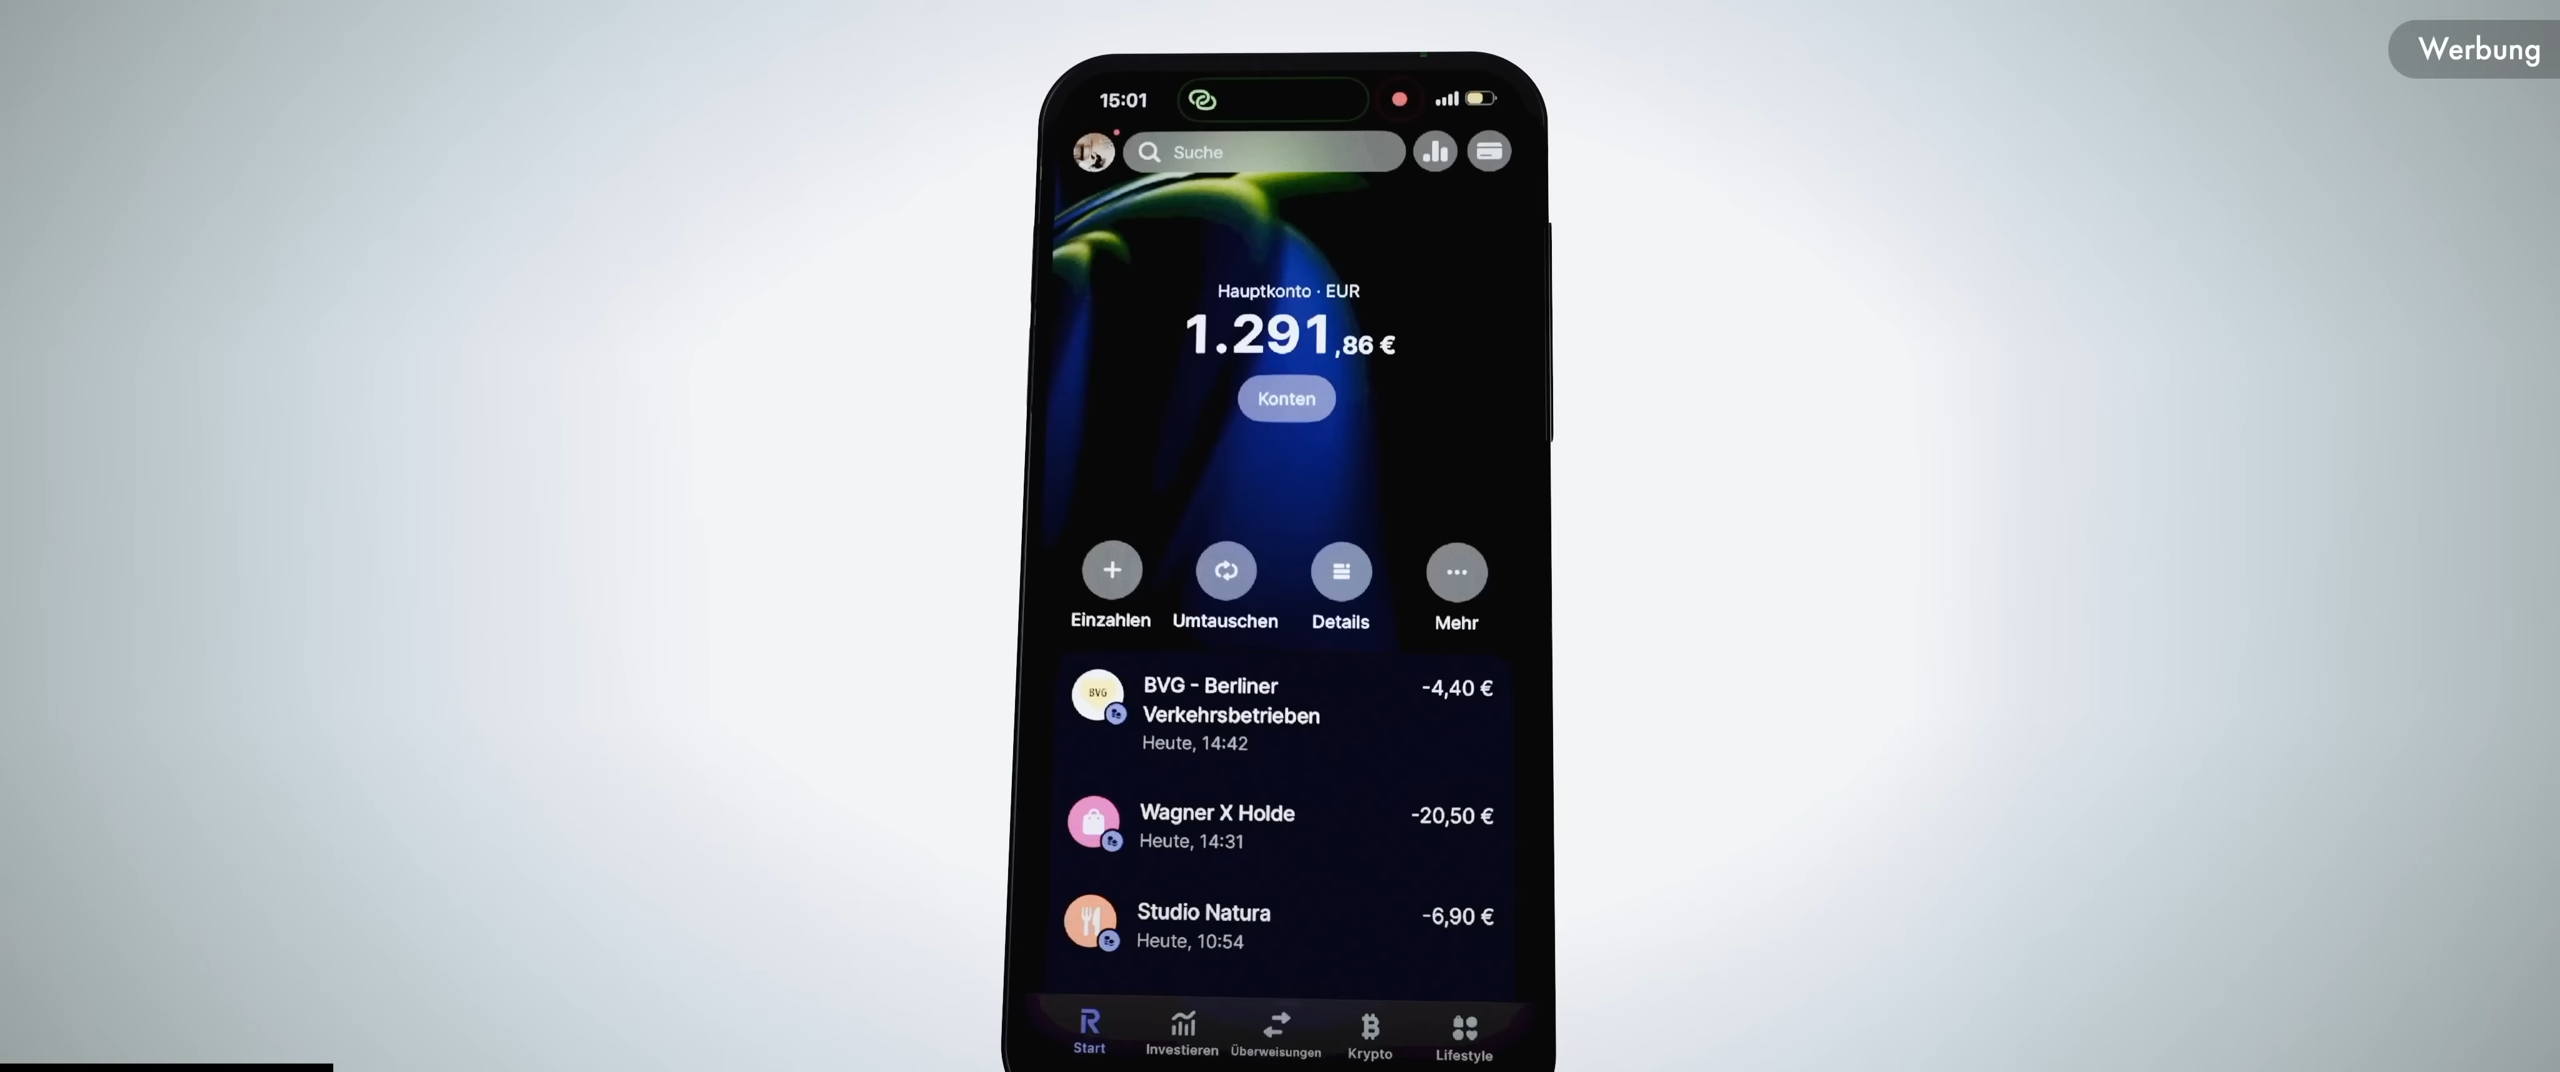 Werbung
15:01
Suche
Hauptkonto · EUR
1.291,86 €
Konten
Einzahlen Umtauschen Details Mehr
BVG
BVG - Berliner -4,40 €
Verkehrsbetrieben
Heute, 14:42
Wagner X Holde -20,50 €
Heute, 14:31
Studio Natura -6,90 €
Heute, 10:54
Start Investieren Überweisungen Krypto Lifestyle